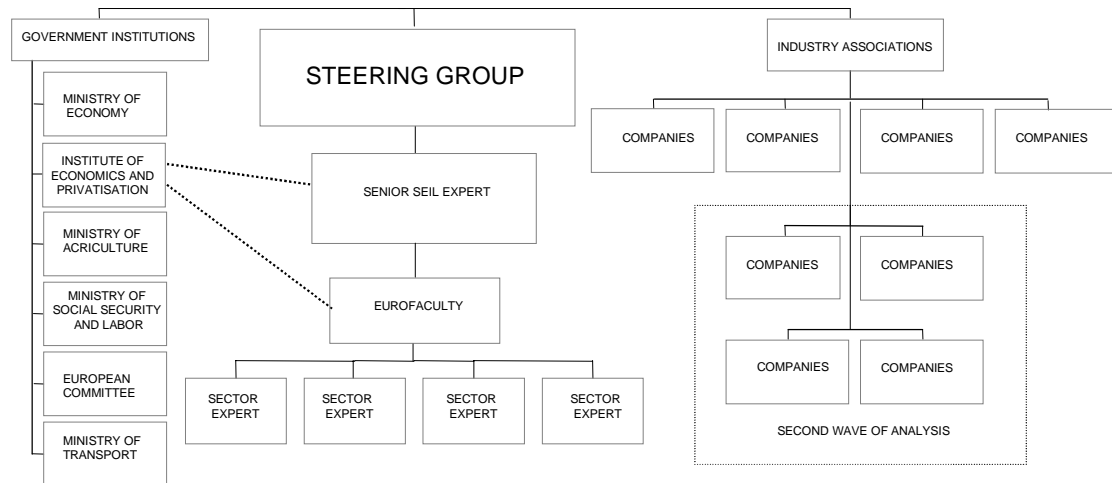 GOVERNMENT INSTITUTIONS
STEERING GROUP
INDUSTRY ASSOCIATIONS
MINISTRY OF
ECONOMY
INSTITUTE OF
ECONOMICS AND
PRIVATISATION
MINISTRY OF
ACRICULTURE
MINISTRY OF
SOCIAL SECURITY
AND LABOR
EUROPEAN
COMMITTEE
MINISTRY OF
TRANSPORT
SENIOR SEIL EXPERT
EUROFACULTY
SECTOR
EXPERT
SECTOR
EXPERT
SECTOR
EXPERT
SECTOR
EXPERT
COMPANIES
COMPANIES
COMPANIES
COMPANIES
COMPANIES
COMPANIES
COMPANIES
COMPANIES
SECOND WAVE OF ANALYSIS